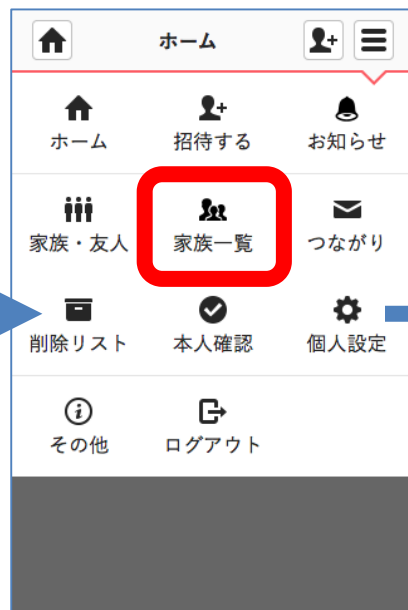 ホーム
ホーム 招待する お知らせ
家族・友人 家族一覧 つながり
削除リスト 本人確認 個人設定
その他 ログアウト